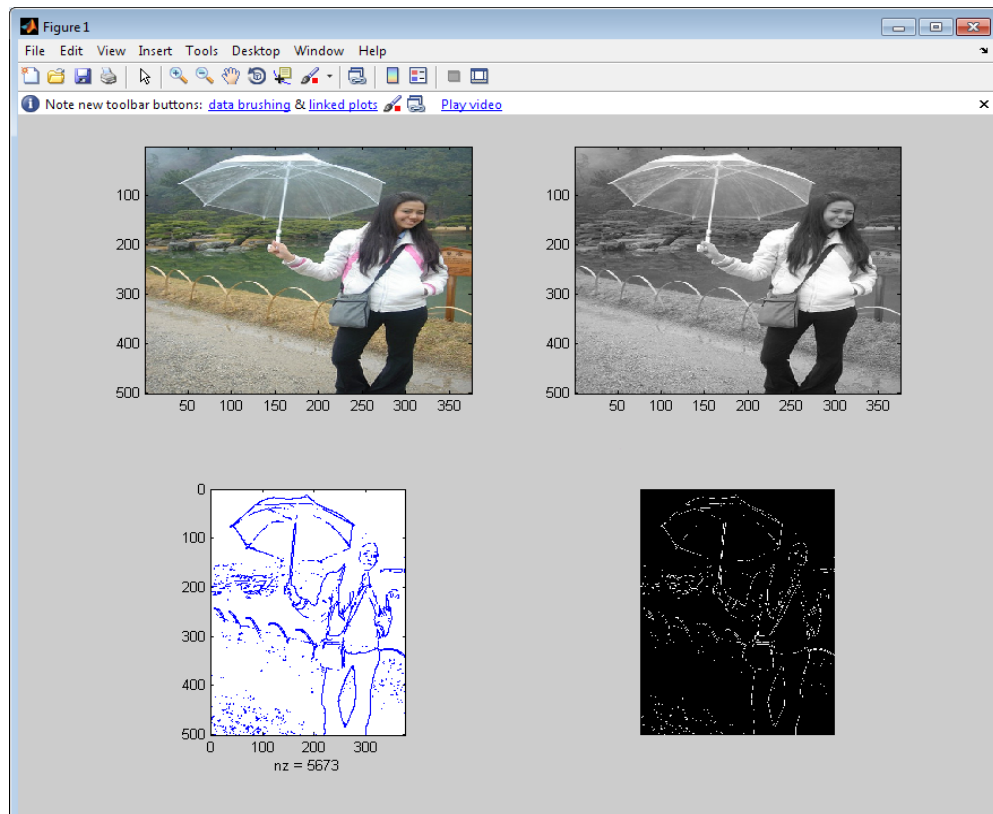 Figure 1
File Edit View Insert Tools Desktop Window Help
Note new toolbar buttons: data brushing & linked plots Play video
100
200
300
400
500
50 100 150 200 250 300 350
100
200
300
400
500
50 100 150 200 250 300 350
0
100
200
300
400
500
0 100 200 300
nz = 5673